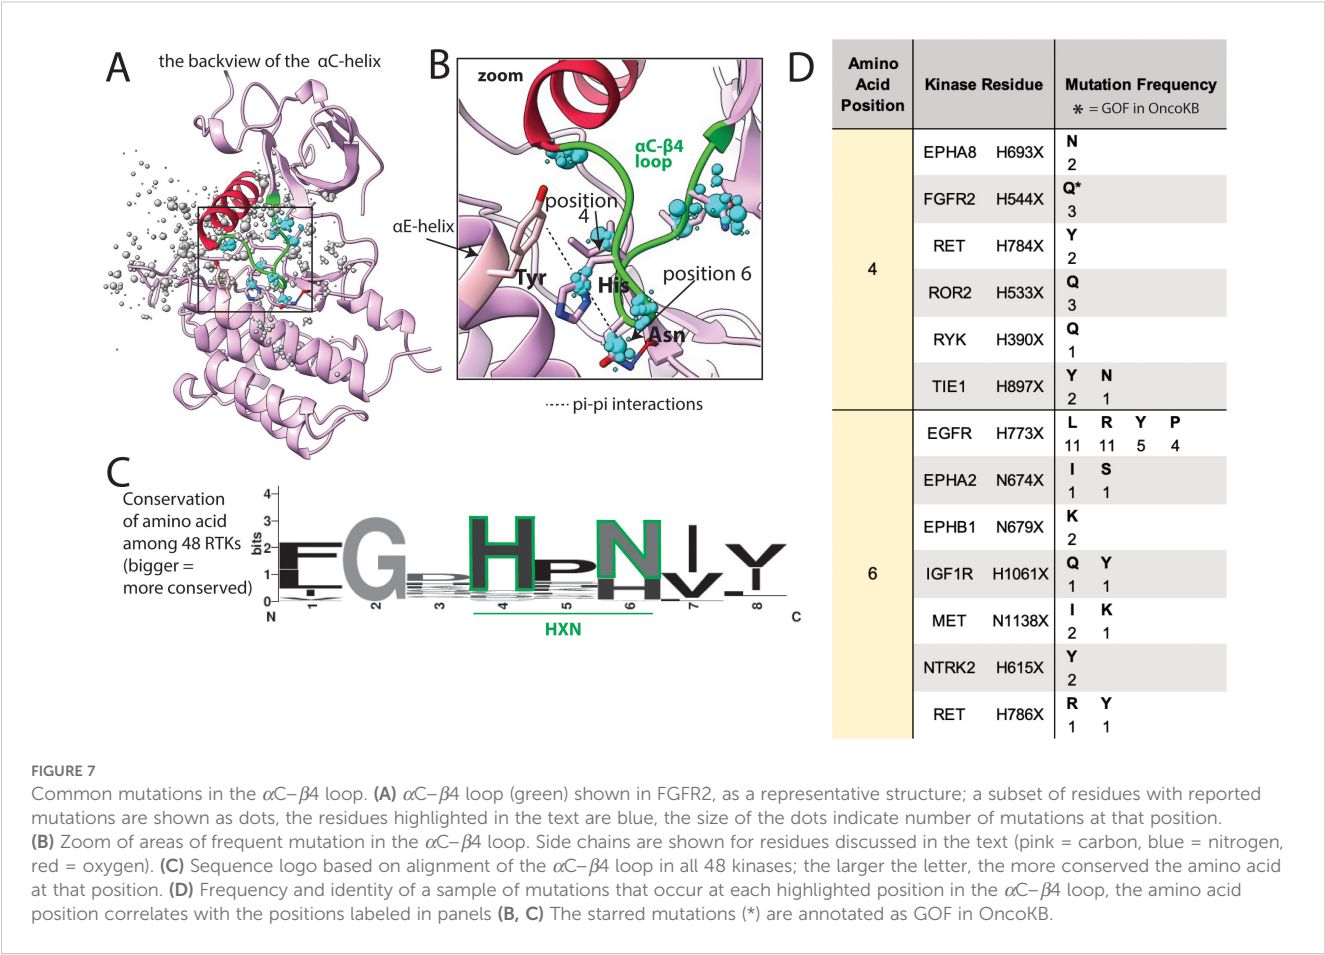 A
the backview of the αC-helix
B
zoom
αC-β4
loop
position
4
αE-helix
Tyr
His
position 6
Asn
pi-pi interactions
C
Conservation
of amino acid
among 48 RTKs
(bigger =
more conserved)
bits
4
3
2
1
0
G
H P N I Y
H V
N 1 2 3 4 5 6 7 8 C
HXN
D
Amino Acid Position Kinase Residue Mutation Frequency
* = GOF in OncoKB
4
EPHA8 H693X N
2
FGFR2 H544X Q*
3
RET H784X Y
2
ROR2 H533X Q
3
RYK H390X Q
1
TIE1 H897X Y N
2 1
6
EGFR H773X L R Y P
11 11 5 4
EPHA2 N674X I S
1 1
EPHB1 N679X K
2
IGF1R H1061X Q Y
1 1
MET N1138X I K
2 1
NTRK2 H615X Y
2
RET H786X R Y
1 1
FIGURE 7
Common mutations in the αC–β4 loop. (A) αC–β4 loop (green) shown in FGFR2, as a representative structure; a subset of residues with reported
mutations are shown as dots, the residues highlighted in the text are blue, the size of the dots indicate number of mutations at that position.
(B) Zoom of areas of frequent mutation in the αC–β4 loop. Side chains are shown for residues discussed in the text (pink = carbon, blue = nitrogen,
red = oxygen). (C) Sequence logo based on alignment of the αC–β4 loop in all 48 kinases; the larger the letter, the more conserved the amino acid
at that position. (D) Frequency and identity of a sample of mutations that occur at each highlighted position in the αC–β4 loop, the amino acid
position correlates with the positions labeled in panels (B, C) The starred mutations (*) are annotated as GOF in OncoKB.